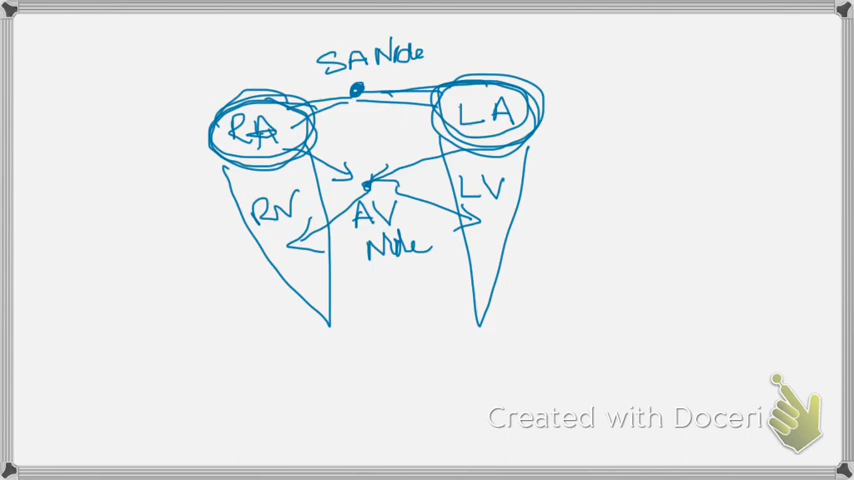 SA Node
RA
LA
RV
AV
Node
LV
Created with Doceri